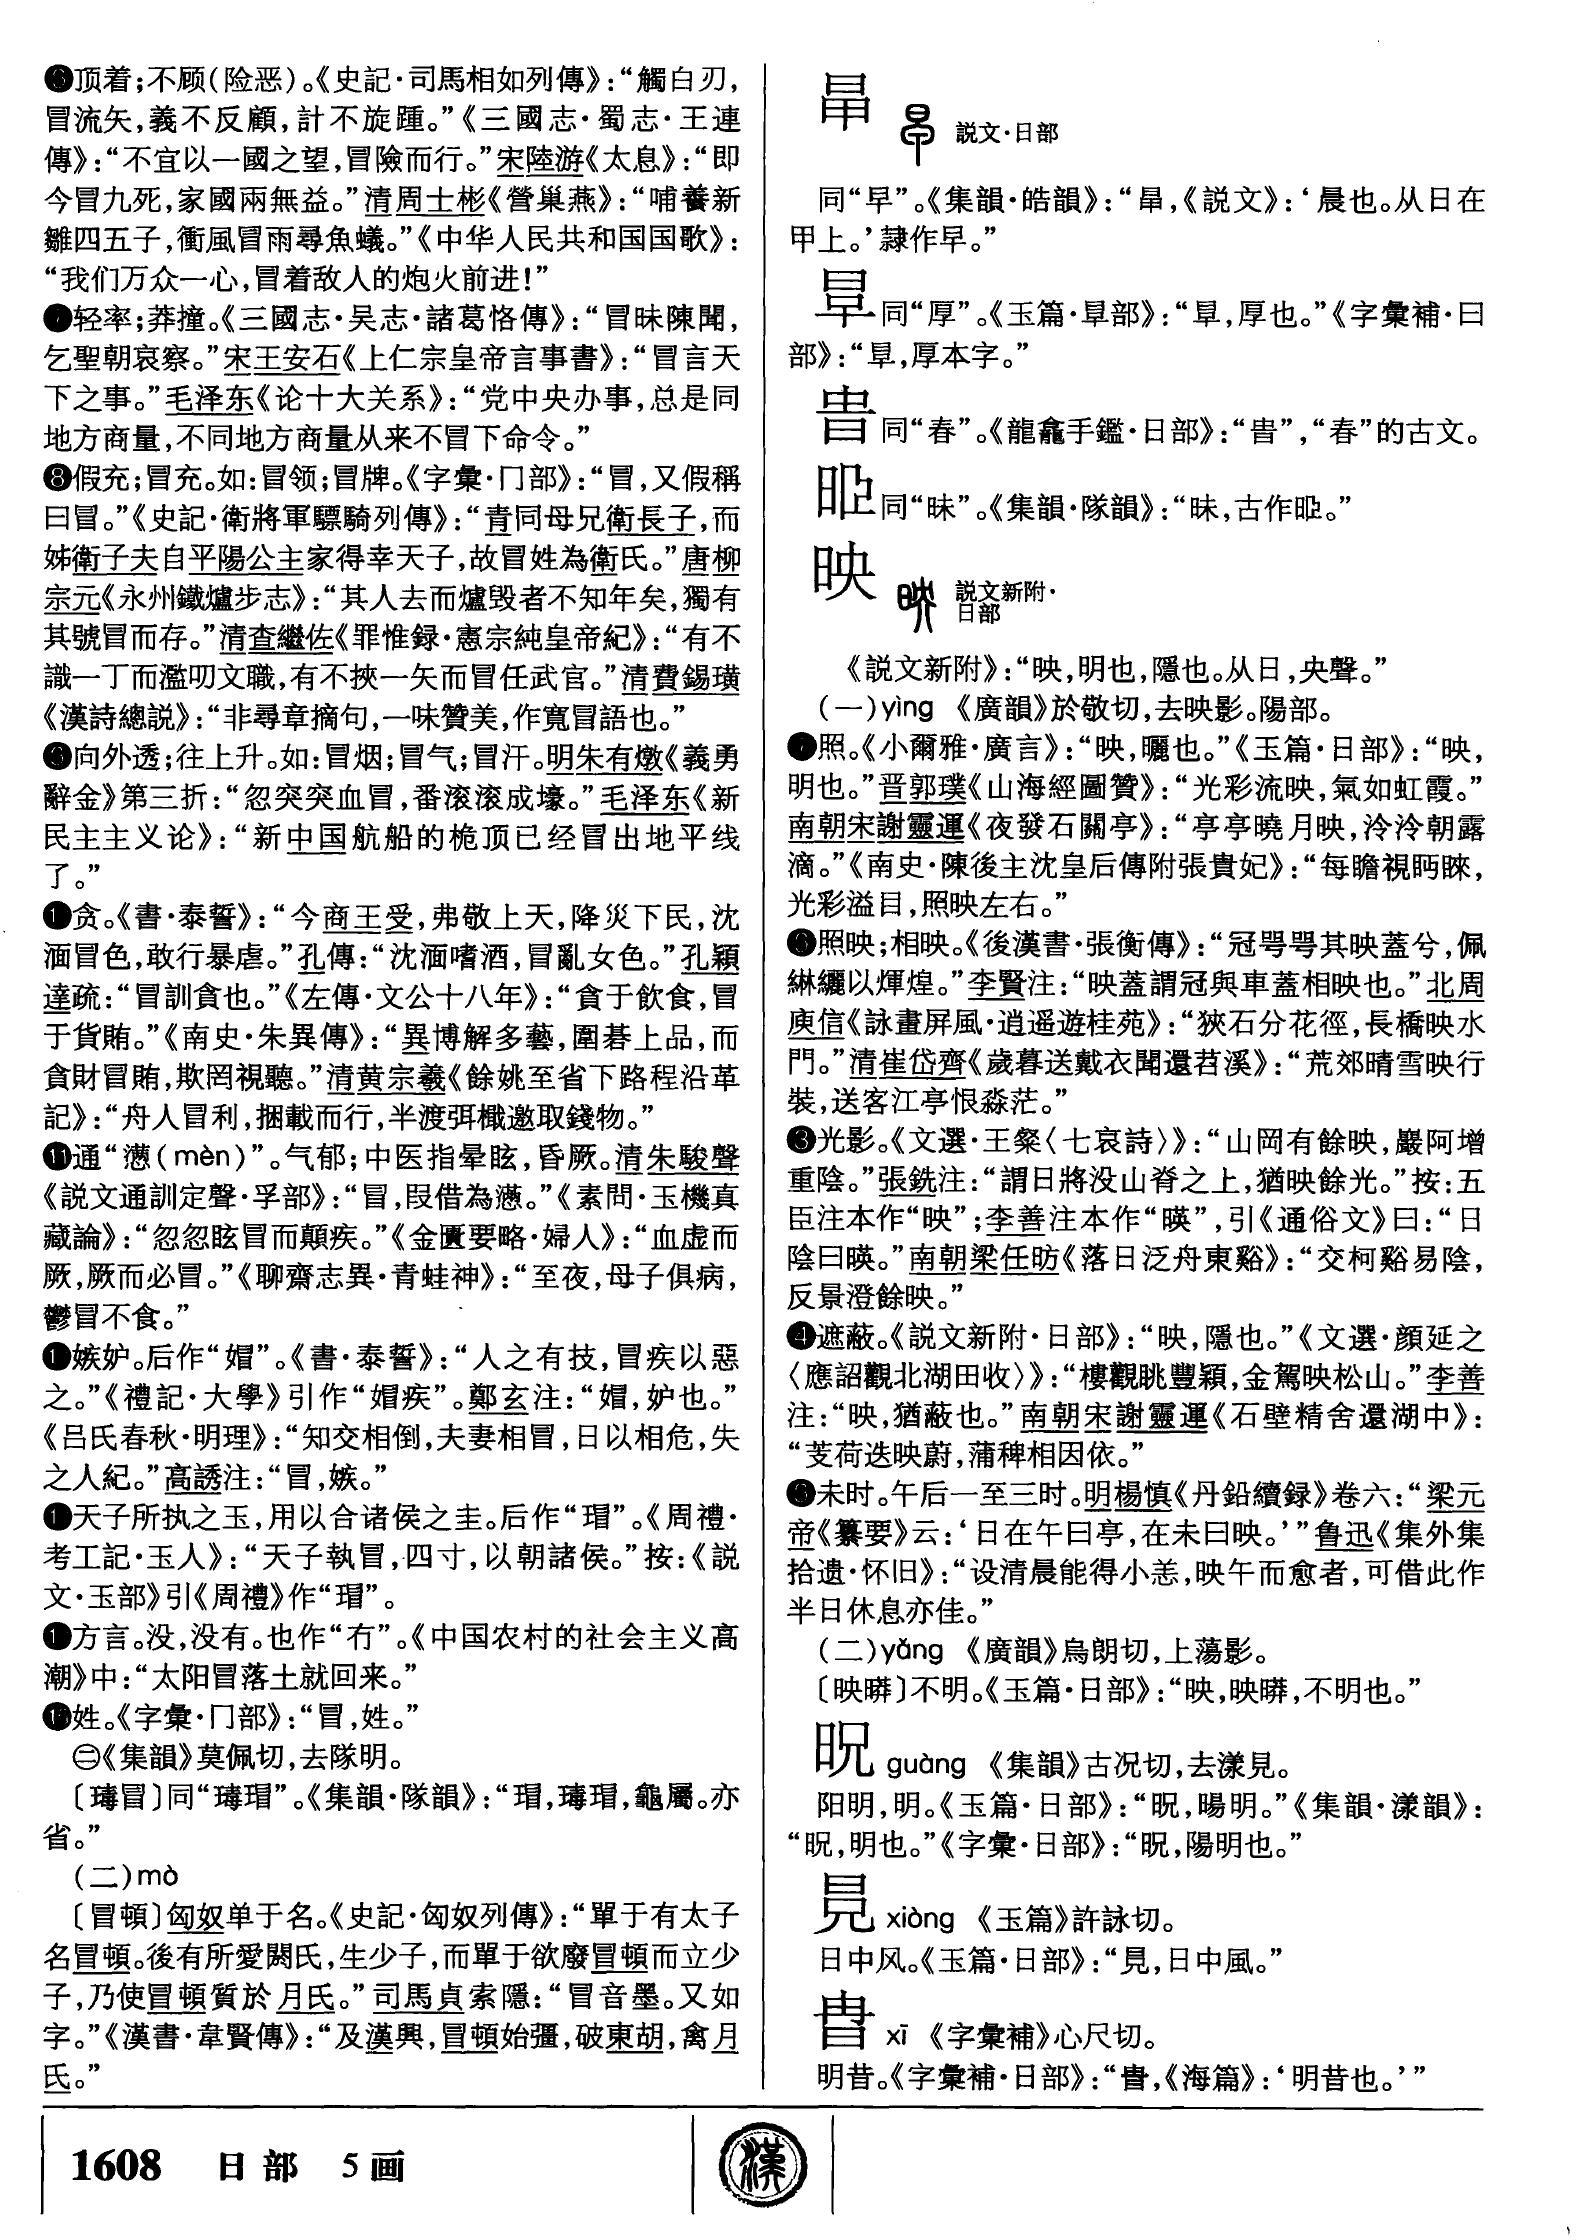 ❻顶着;不顾(险恶)。《史記·司馬相如列傳》:“觸白刃,
冒流矢,義不反顧,計不旋踵。”《三國志·蜀志·王連
傳》:“不宜以一國之望,冒險而行。”宋陸游《太息》:“即
今冒九死,家國兩無益。”清周士彬《營巢燕》:“哺養新
雛四五子,衝風冒雨尋魚蟻。”《中华人民共和国国歌》:
“我们万众一心,冒着敌人的炮火前进!”
❼轻率;莽撞。《三國志·吴志·諸葛恪傳》:“冒昧陳聞,
乞聖朝哀察。”宋王安石《上仁宗皇帝言事書》:“冒言天
下之事。”毛泽东《论十大关系》:“党中央办事,总是同
地方商量,不同地方商量从来不冒下命令。”
❽假充;冒充。如:冒领;冒牌。《字彙·冂部》:“冒,又假稱
曰冒。”《史記·衛將軍驃騎列傳》:“青同母兄衛長子,而
姊衛子夫自平陽公主家得幸天子,故冒姓為衛氏。”唐柳
宗元《永州鐵爐步志》:“其人去而爐毁者不知年矣,獨有
其號冒而存。”清查繼佐《罪惟録·憲宗純皇帝紀》:“有不
識一丁而濫叨文職,有不挾一矢而冒任武官。”清費錫璜
《漢詩總説》:“非尋章摘句,一味贊美,作寬冒語也。”
❾向外透;往上升。如:冒烟;冒气;冒汗。明朱有燉《義勇
辭金》第三折:“忽突突血冒,番滚滚成壕。”毛泽东《新
民主主义论》:“新中国航船的桅顶已经冒出地平线
了。”
❿贪。《書·泰誓》:“今商王受,弗敬上天,降災下民,沈
湎冒色,敢行暴虐。”孔傳:“沈湎嗜酒,冒亂女色。”孔穎
達疏:“冒訓貪也。”《左傳·文公十八年》:“貪于飲食,冒
于貨賄。”《南史·朱异傳》:“異博解多藝,圍碁上品,而
貪財冒賄,欺罔視聽。”清黄宗羲《餘姚至省下路程沿革
記》:“舟人冒利,捆載而行,半渡弭檝邀取錢物。”
⓫通“懑(mèn)”。气郁;中医指晕眩,昏厥。清朱駿聲
《説文通訓定聲·孚部》:“冒,叚借為懣。”《素問·玉機真
藏論》:“忽忽眩冒而顛疾。”《金匱要略·婦人》:“血虚而
厥,厥而必冒。”《聊齋志異·青蛙神》:“至夜,母子俱病,
鬱冒不食。”
⓬嫉妒。后作“媢”。《書·泰誓》:“人之有技,冒疾以惡
之。”《禮記·大學》引作“媢疾”。鄭玄注:“媢,妒也。”
《吕氏春秋·明理》:“知交相倒,夫妻相冒,日以相危,失
之人紀。”高誘注:“冒,嫉。”
⓭天子所执之玉,用以合诸侯之圭。后作“瑁”。《周禮·
考工記·玉人》:“天子執冒,四寸,以朝諸侯。”按:《説
文·玉部》引《周禮》作“瑁”。
⓮方言。没,没有。也作“冇”。《中国农村的社会主义高
潮》中:“太阳冒落土就回来。”
⓯姓。《字彙·冂部》:“冒,姓。”
㊁《集韻》莫佩切,去隊明。
〔瑇冒〕同“瑇瑁”。《集韻·隊韻》:“瑁,瑇瑁,龜屬。亦
省。”
(二)mò
〔冒頓〕匈奴单于名。《史記·匈奴列傳》:“單于有太子
名冒頓。後有所愛閼氏,生少子,而單于欲廢冒頓而立少
子,乃使冒頓質於月氏。”司馬貞索隱:“冒音墨。又如
字。”《漢書·韋賢傳》:“及漢興,冒頓始彊,破東胡,禽月
氏。”
𣅟 説文·日部
同“早”。《集韻·皓韻》:“𣅟,《説文》:‘晨也。从日在
甲上。’隸作早。”
㫗同“厚”。《玉篇·㫗部》:“㫗,厚也。”《字彙補·日
部》:“㫗,厚本字。”
旾同“春”。《龍龕手鑑·日部》:“旾”,“春”的古文。
同“昧”。《集韻·隊韻》:“昧,古作。”
映 説文新附·
日部
《説文新附》:“映,明也,隱也。从日,央聲。”
(一)yìng 《廣韻》於敬切,去映影。陽部。
❶照。《小爾雅·廣言》:“映,曬也。”《玉篇·日部》:“映,
明也。”晋郭璞《山海經圖贊》:“光彩流映,氣如虹霞。”
南朝宋謝靈運《夜發石關亭》:“亭亭曉月映,泠泠朝露
滴。”《南史·陳後主沈皇后傳附張貴妃》:“每瞻視眄睞,
光彩溢目,照映左右。”
❷照映;相映。《後漢書·張衡傳》:“冠咢咢其映蓋兮,佩
綝纚以煇煌。”李賢注:“映蓋謂冠與車蓋相映也。”北周
庾信《詠畫屏風·逍遥遊桂苑》:“狹石分花徑,長橋映水
門。”清崔岱齊《歲暮送戴衣聞還苕溪》:“荒郊晴雪映行
裝,送客江亭恨淼茫。”
❸光影。《文選·王粲〈七哀詩〉》:“山岡有餘映,巖阿增
重陰。”張銑注:“謂日將没山脊之上,猶映餘光。”按:五
臣注本作“映”;李善注本作“暎”,引《通俗文》曰:“日
陰曰暎。”南朝梁任昉《落日泛舟東谿》:“交柯谿易陰,
反景澄餘映。”
❹遮蔽。《説文新附·日部》:“映,隱也。”《文選·顔延之
〈應詔觀北湖田收〉》:“樓觀眺豐穎,金駕映松山。”李善
注:“映,猶蔽也。”南朝宋謝靈運《石壁精舍還湖中》:
“芰荷迭映蔚,蒲稗相因依。”
❺未时。午后一至三时。明楊慎《丹鉛續録》卷六:“梁元
帝《纂要》云:‘日在午曰亭,在未曰映。’”鲁迅《集外集
拾遗·怀旧》:“设清晨能得小恙,映午而愈者,可借此作
半日休息亦佳。”
(二)yǎng 《廣韻》烏朗切,上蕩影。
〔映㬒〕不明。《玉篇·日部》:“映,映㬒,不明也。”
㫛 guàng 《集韻》古况切,去漾見。
阳明,明。《玉篇·日部》:“㫛,暘明。”《集韻·漾韻》:
“㫛,明也。”《字彙·日部》:“㫛,陽明也。”
xiòng 《玉篇》許詠切。
日中风。《玉篇·日部》:“,日中風。”
xī 《字彙補》心尺切。
明昔。《字彙補·日部》:“,《海篇》:‘明昔也。’”
1608 日部 5画
漢